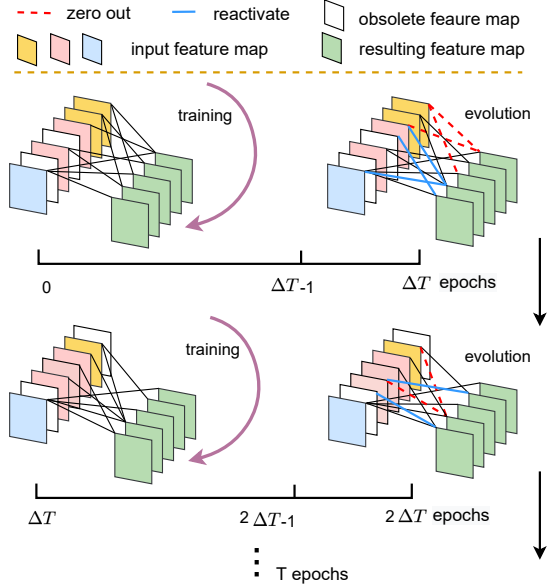 zero out
reactivate
obsolete feaure map
input feature map
resulting feature map
training
evolution
0
ΔT-1
ΔT epochs
training
evolution
ΔT
2 ΔT-1
2 ΔT epochs
T epochs